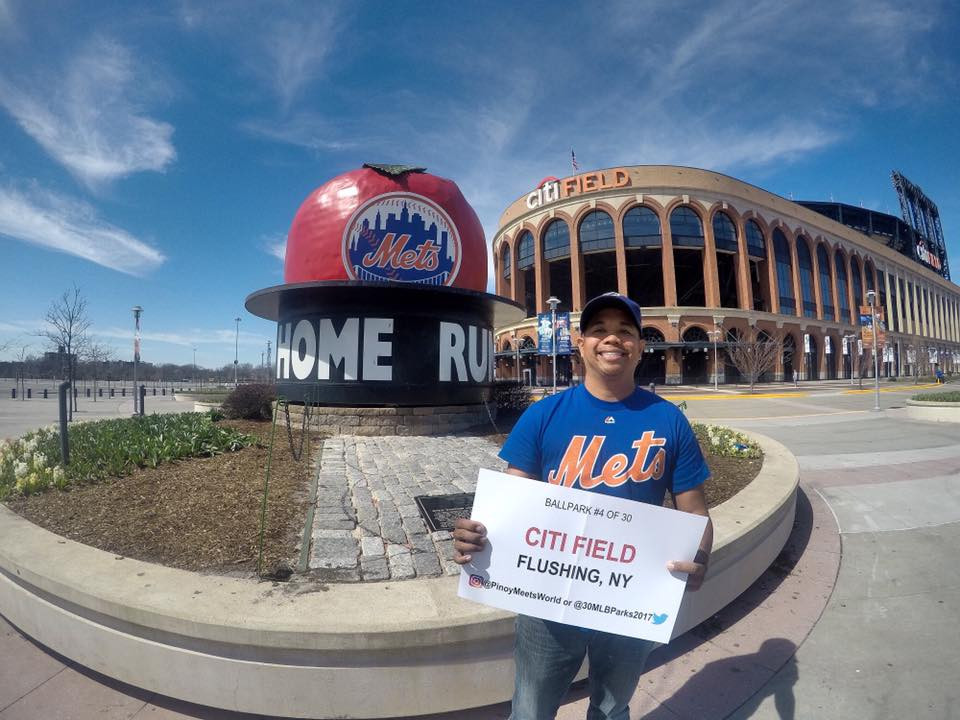 citi FIELD
Mets
HOME RU
Mets
BALLPARK #4 OF 30
CITI FIELD
FLUSHING, NY
@PinoyMeetsWorld or @30MLBParks2017